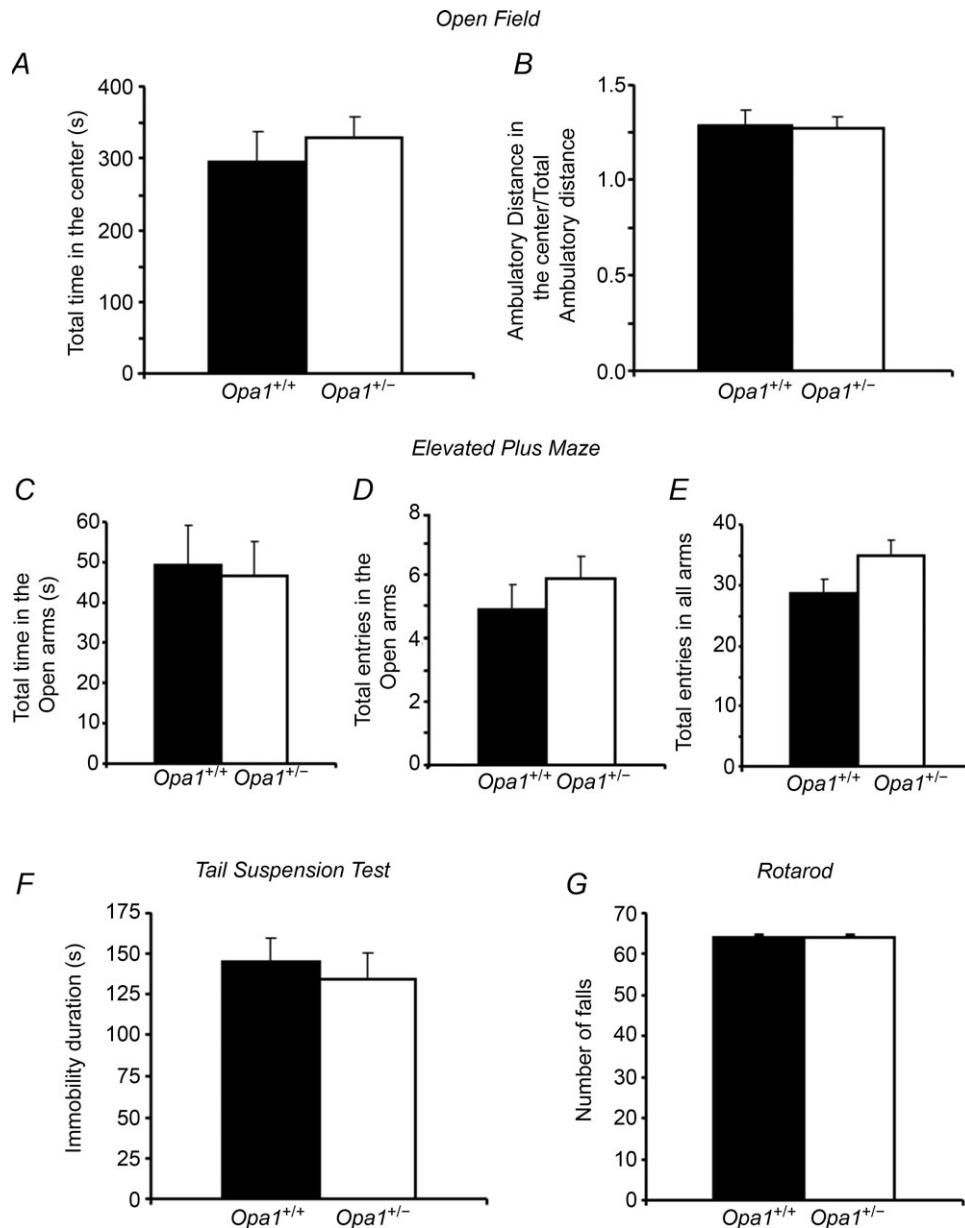 Open Field
A
Total time in the center (s)
400
300
200
100
0
Opa1+/+ Opa1+/−
B
Ambulatory Distance in
the center/Total
Ambulatory distance
1.5
1.0
0.5
0.0
Opa1+/+ Opa1+/−
Elevated Plus Maze
C
Total time in the
Open arms (s)
60
50
40
30
20
10
0
Opa1+/+ Opa1+/−
D
Total entries in the
Open arms
8
6
4
2
0
Opa1+/+ Opa1+/−
E
Total entries in all arms
40
30
20
10
0
Opa1+/+ Opa1+/−
Tail Suspension Test
F
Immobility duration (s)
175
150
125
100
75
50
25
0
Opa1+/+ Opa1+/−
Rotarod
G
Number of falls
70
60
50
40
30
20
10
0
Opa1+/+ Opa1+/−